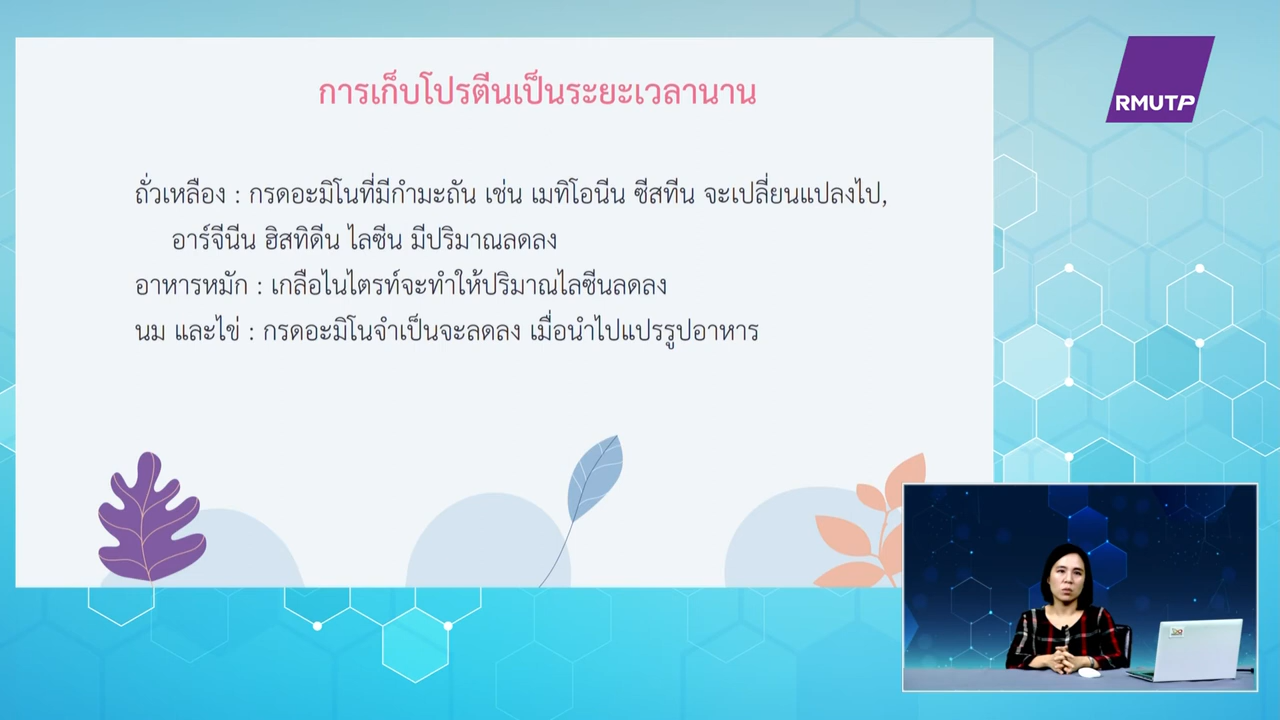 การเก็บโปรตีนเป็นระยะเวลานาน
RMUTP
ถั่วเหลือง : กรดอะมิโนที่มีกำมะถัน เช่น เมทิโอนีน ซีสทีน จะเปลี่ยนแปลงไป,
อาร์จีนีน ฮิสทิดีน ไลซีน มีปริมาณลดลง
อาหารหมัก : เกลือไนไตรท์จะทำให้ปริมาณไลซีนลดลง
นม และไข่ : กรดอะมิโนจำเป็นจะลดลง เมื่อนำไปแปรรูปอาหาร